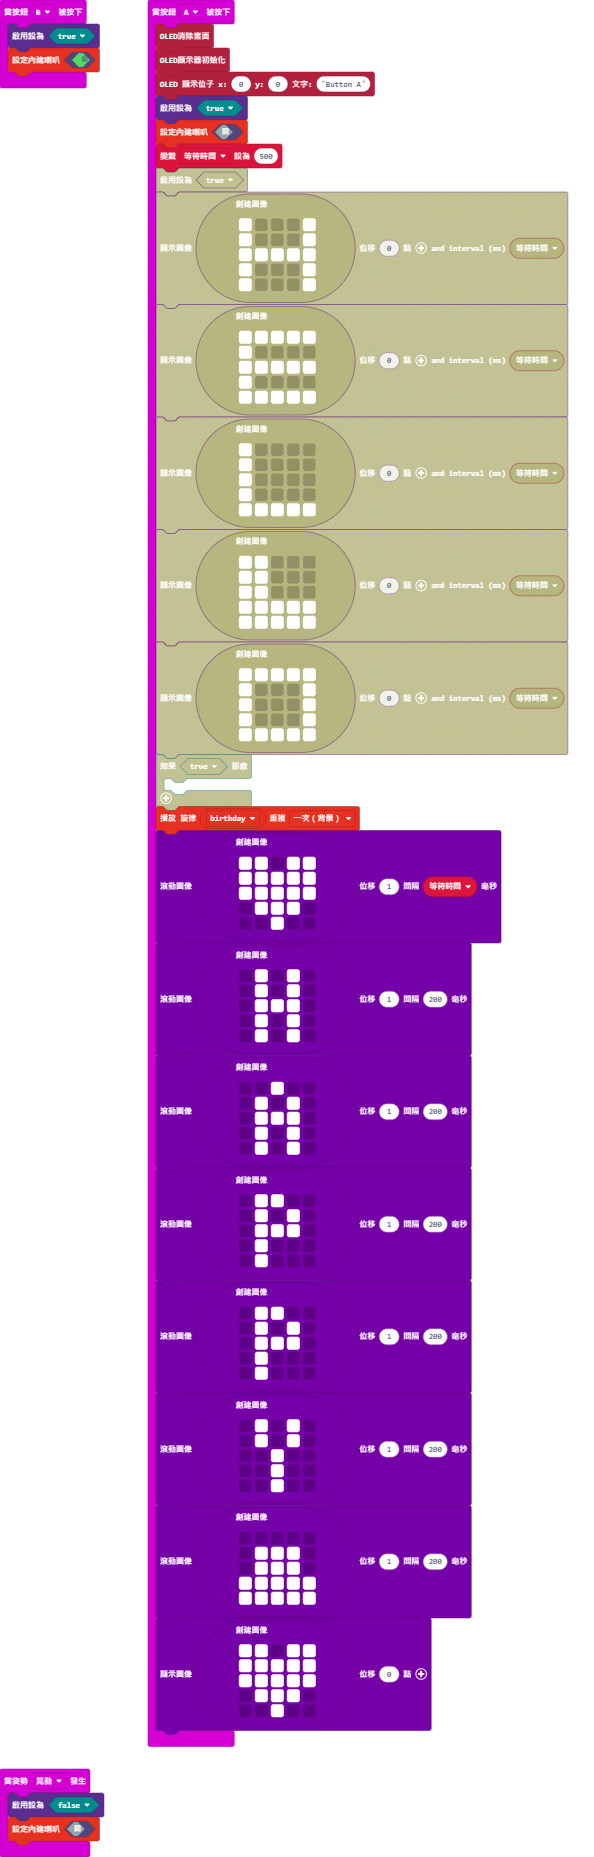 當按鈕 B 被按下
啟用設為 true
設定內建喇叭
當按鈕 A 被按下
OLED清除畫面
OLED顯示器初始化
OLED 顯示位子 x: 0 y: 0 文字: "Button A"
啟用設為 true
設定內建喇叭 關
變數 等待時間 設為 500
啟用設為 true
創建圖像
顯示圖像 位移 0 點 and interval (ms) 等待時間
創建圖像
顯示圖像 位移 0 點 and interval (ms) 等待時間
創建圖像
顯示圖像 位移 0 點 and interval (ms) 等待時間
創建圖像
顯示圖像 位移 0 點 and interval (ms) 等待時間
創建圖像
顯示圖像 位移 0 點 and interval (ms) 等待時間
如果 true 那麼
播放 旋律 birthday 重複 一次(背景)
創建圖像
滾動圖像 位移 1 間隔 等待時間 毫秒
創建圖像
滾動圖像 位移 1 間隔 200 毫秒
創建圖像
滾動圖像 位移 1 間隔 200 毫秒
創建圖像
滾動圖像 位移 1 間隔 200 毫秒
創建圖像
滾動圖像 位移 1 間隔 200 毫秒
創建圖像
滾動圖像 位移 1 間隔 200 毫秒
創建圖像
滾動圖像 位移 1 間隔 200 毫秒
創建圖像
顯示圖像 位移 0 點
當姿勢 晃動 發生
啟用設為 false
設定內建喇叭 關